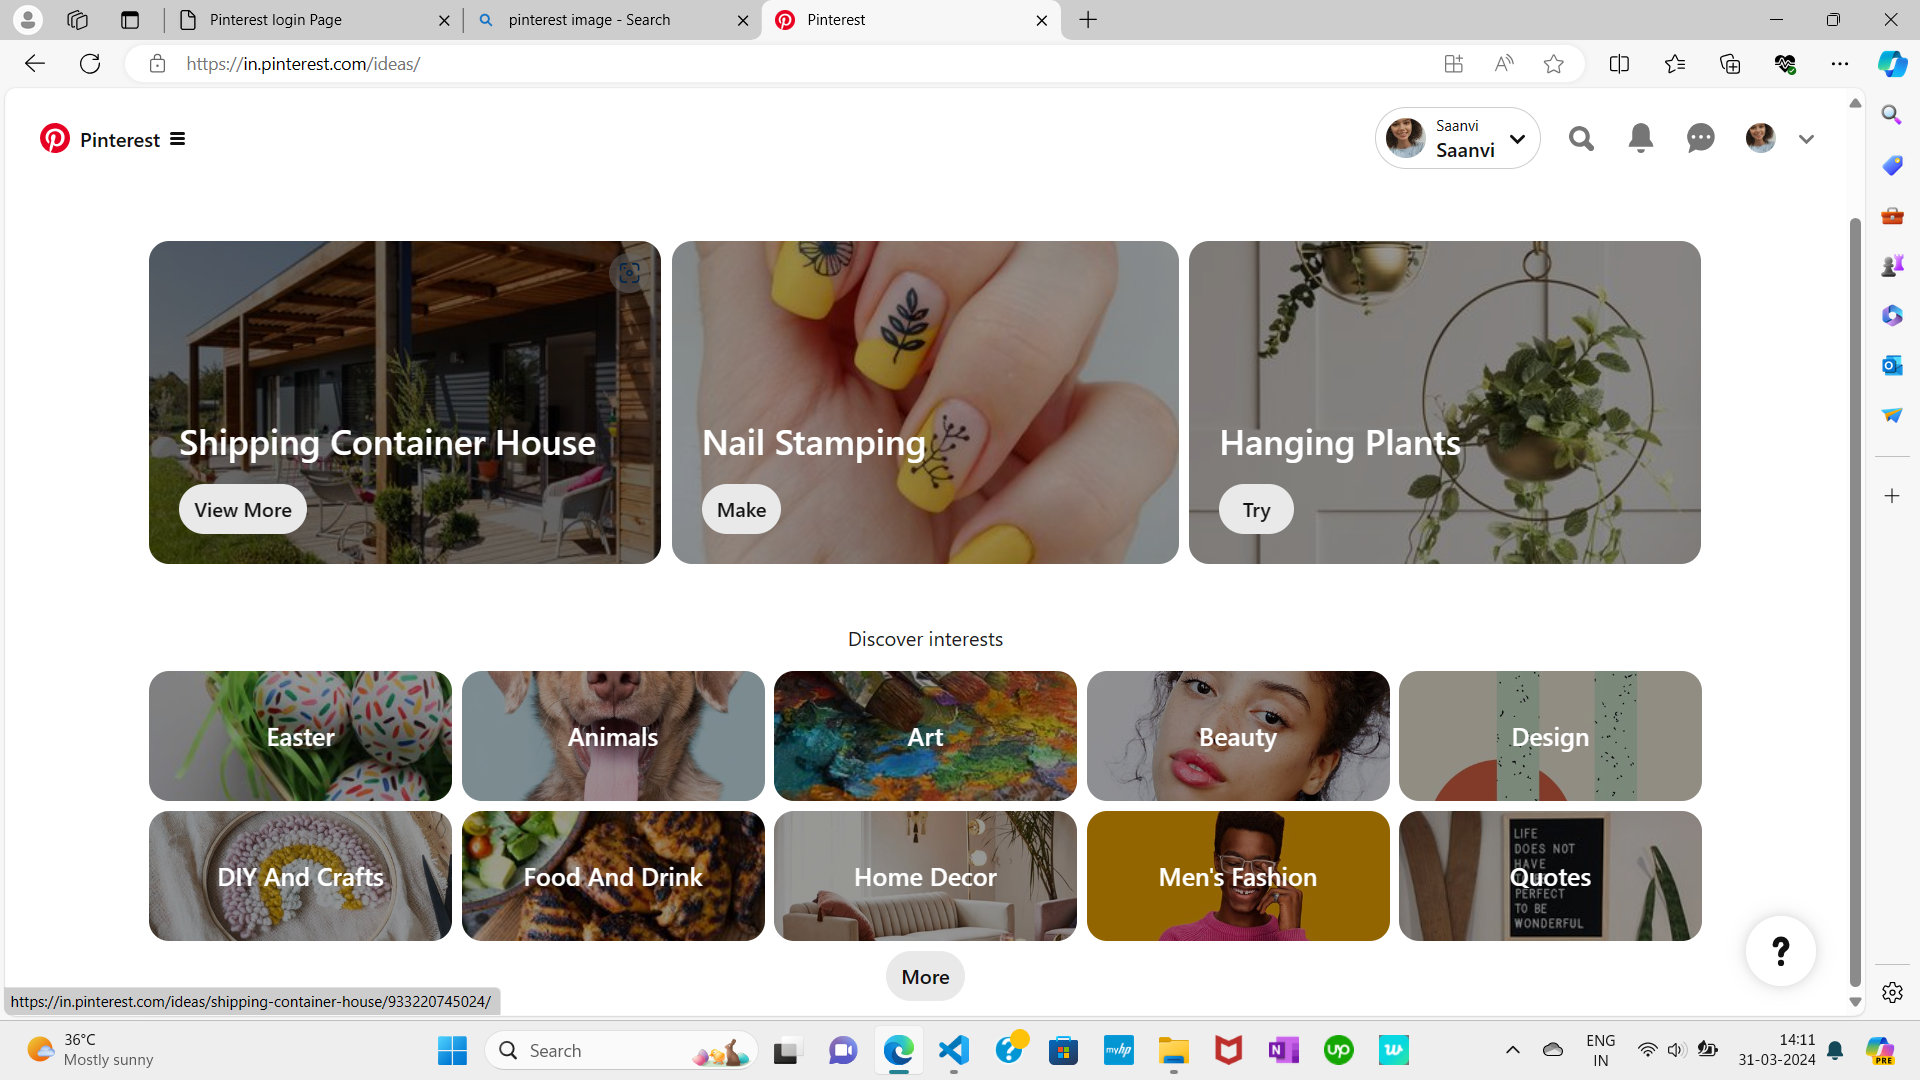 Pinterest login Page
pinterest image - Search
Pinterest
https://in.pinterest.com/ideas/
Pinterest
Saanvi
Saanvi
Shipping Container House
View More
Nail Stamping
Make
Hanging Plants
Try
Discover interests
Easter
Animals
Art
Beauty
Design
DIY And Crafts
Food And Drink
Home Decor
Men's Fashion
LIFE
DOES NOT
HAVE
Quotes
PERFECT
TO BE
WONDERFUL
?
More
https://in.pinterest.com/ideas/shipping-container-house/933220745024/
36°C
Mostly sunny
Search
myhp
up
w
ENG
IN
14:11
31-03-2024
PRE